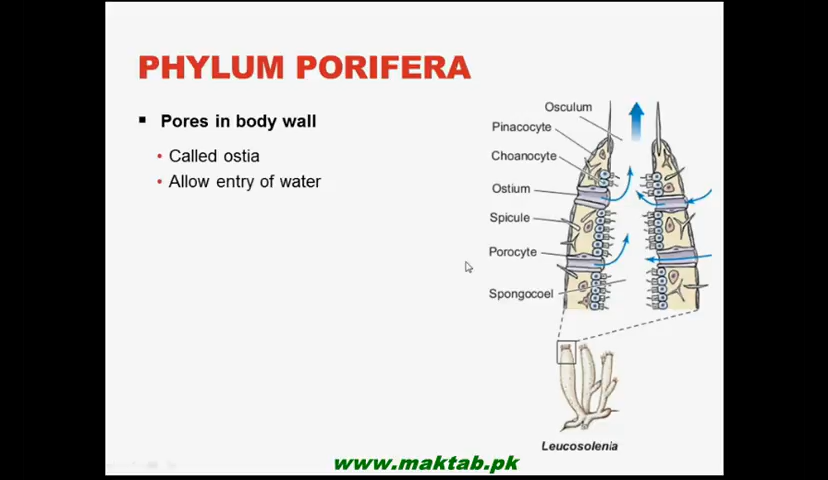 PHYLUM PORIFERA
▪ Pores in body wall
• Called ostia
• Allow entry of water
Osculum
Pinacocyte
Choanocyte
Ostium
Spicule
Porocyte
Spongocoel
Leucosolenia
www.maktab.pk